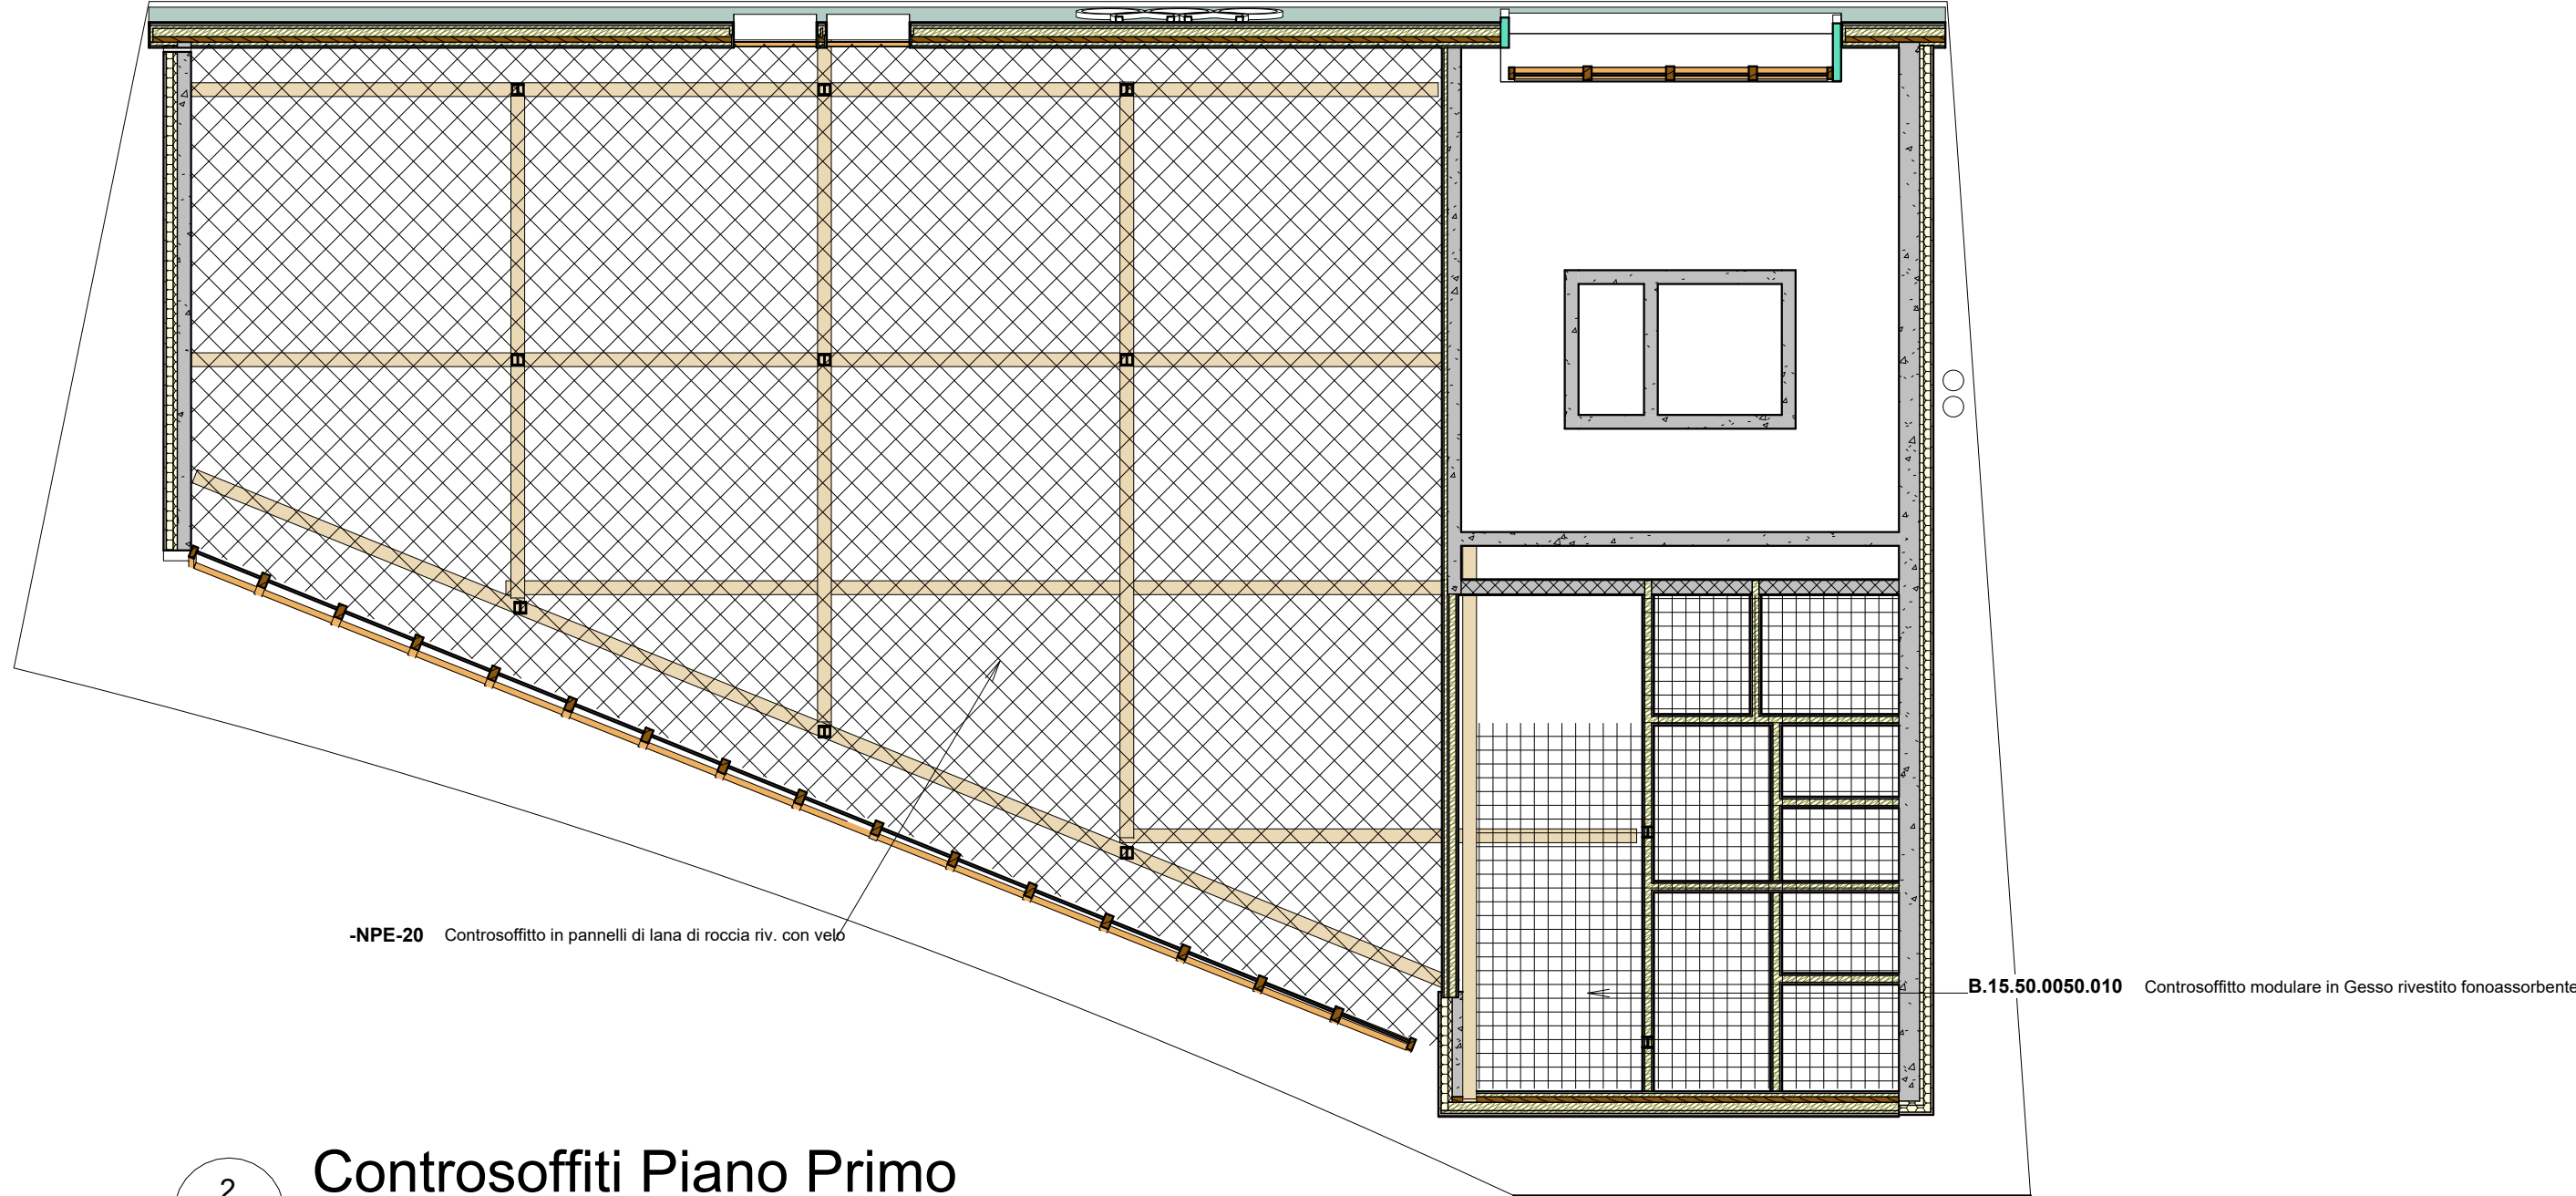 -NPE-20 Controsoffitto in pannelli di lana di roccia riv. con velo
B.15.50.0050.010 Controsoffitto modulare in Gesso rivestito fonoassorbente
2 Controsoffiti Piano Primo